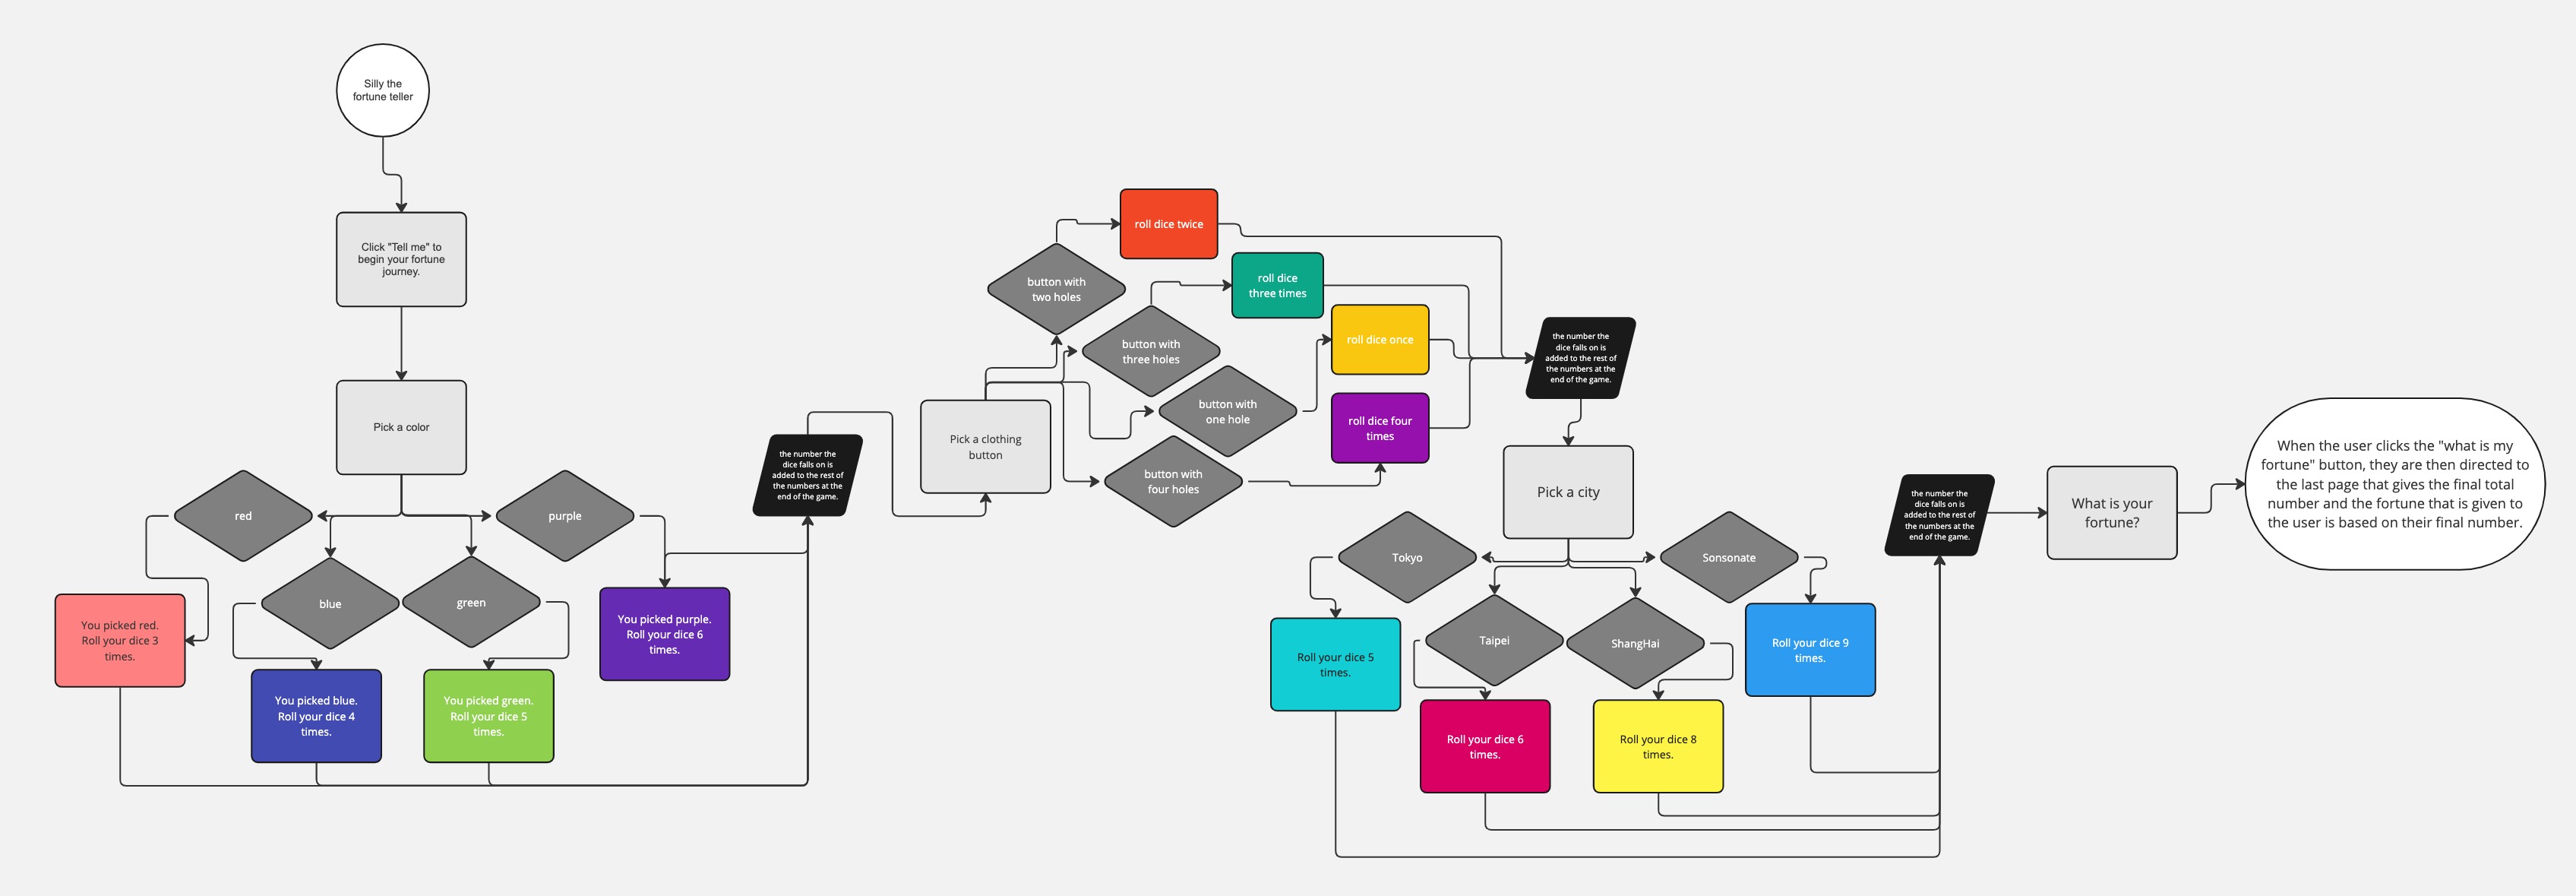 Silly the
fortune teller
Click "Tell me" to
begin your fortune
journey.
Pick a color
red
purple
blue
green
You picked red.
Roll your dice 3
times.
You picked blue.
Roll your dice 4
times.
You picked green.
Roll your dice 5
times.
You picked purple.
Roll your dice 6
times.
the number the
dice falls on is
added to the rest of
the numbers at the
end of the game.
Pick a clothing
button
button with
two holes
roll dice twice
button with
three holes
roll dice
three times
button with
one hole
roll dice once
button with
four holes
roll dice four
times
the number the
dice falls on is
added to the rest of
the numbers at the
end of the game.
Pick a city
Tokyo
Sonsonate
Taipei
ShangHai
Roll your dice 5
times.
Roll your dice 6
times.
Roll your dice 8
times.
Roll your dice 9
times.
the number the
dice falls on is
added to the rest of
the numbers at the
end of the game.
What is your
fortune?
When the user clicks the "what is my
fortune" button, they are then directed to
the last page that gives the final total
number and the fortune that is given to
the user is based on their final number.